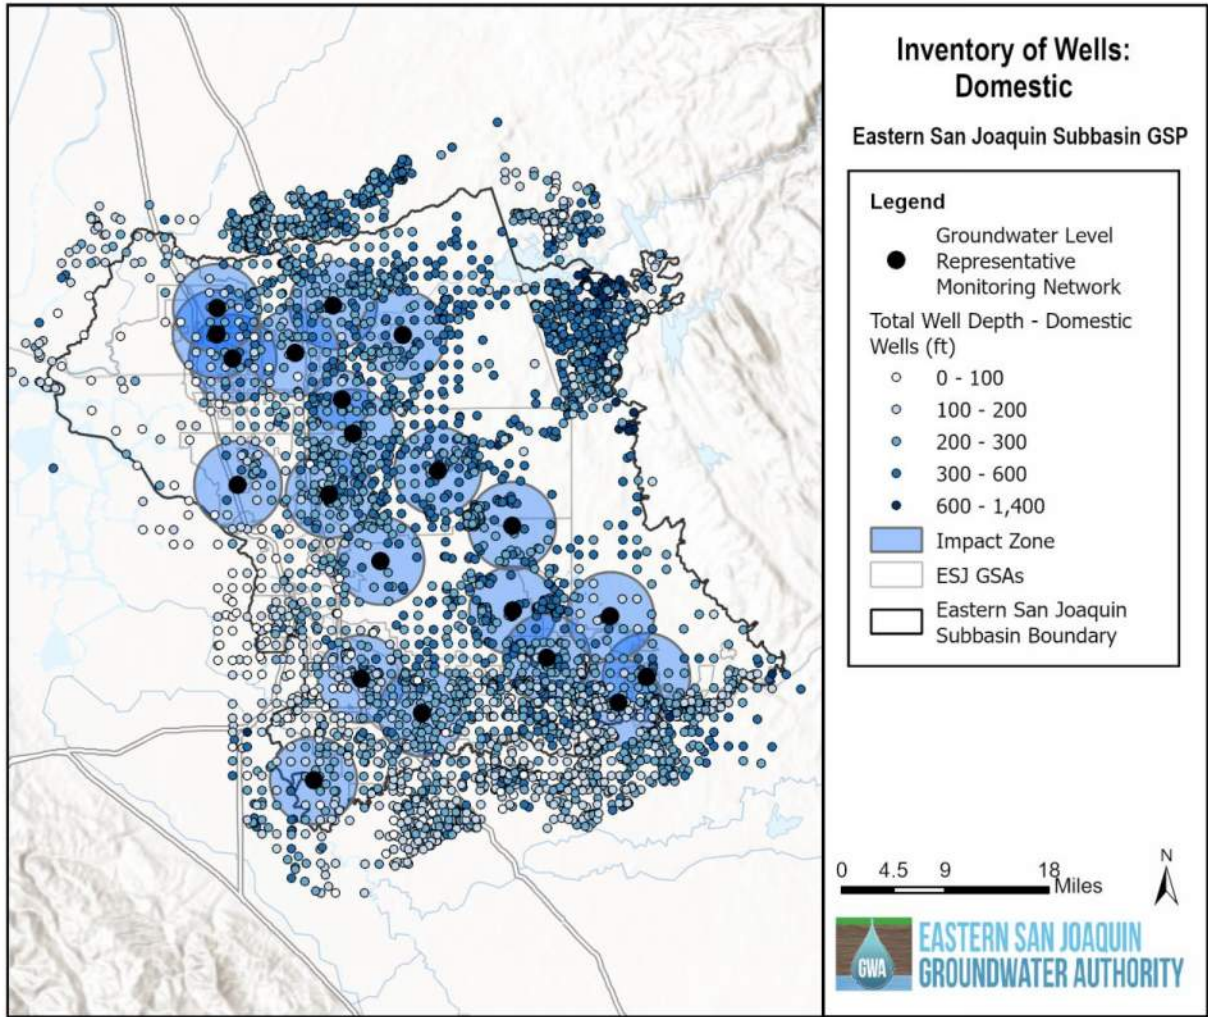 Inventory of Wells:
Domestic
Eastern San Joaquin Subbasin GSP
Legend
Groundwater Level
Representative
Monitoring Network
Total Well Depth - Domestic
Wells (ft)
0 - 100
100 - 200
200 - 300
300 - 600
600 - 1,400
Impact Zone
ESJ GSAs
Eastern San Joaquin
Subbasin Boundary
0 4.5 9 18
Miles
N
GWA
EASTERN SAN JOAQUIN
GROUNDWATER AUTHORITY